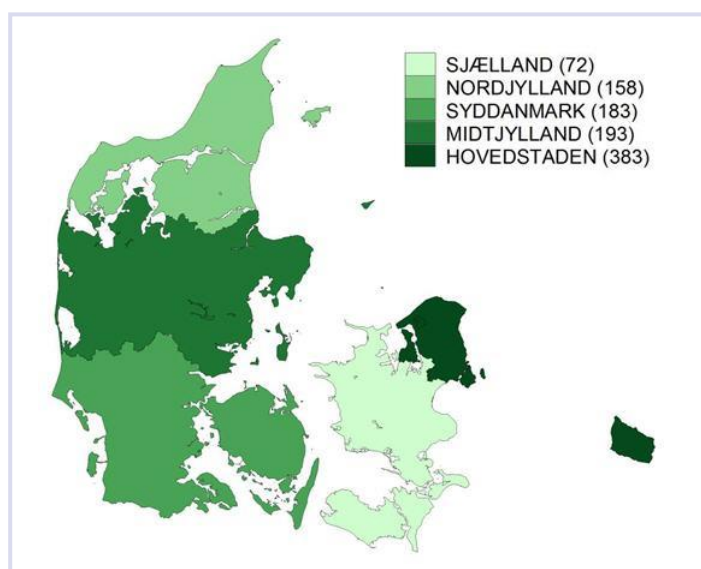 SJÆLLAND (72)
NORDJYLLAND (158)
SYDDANMARK (183)
MIDTJYLLAND (193)
HOVEDSTADEN (383)